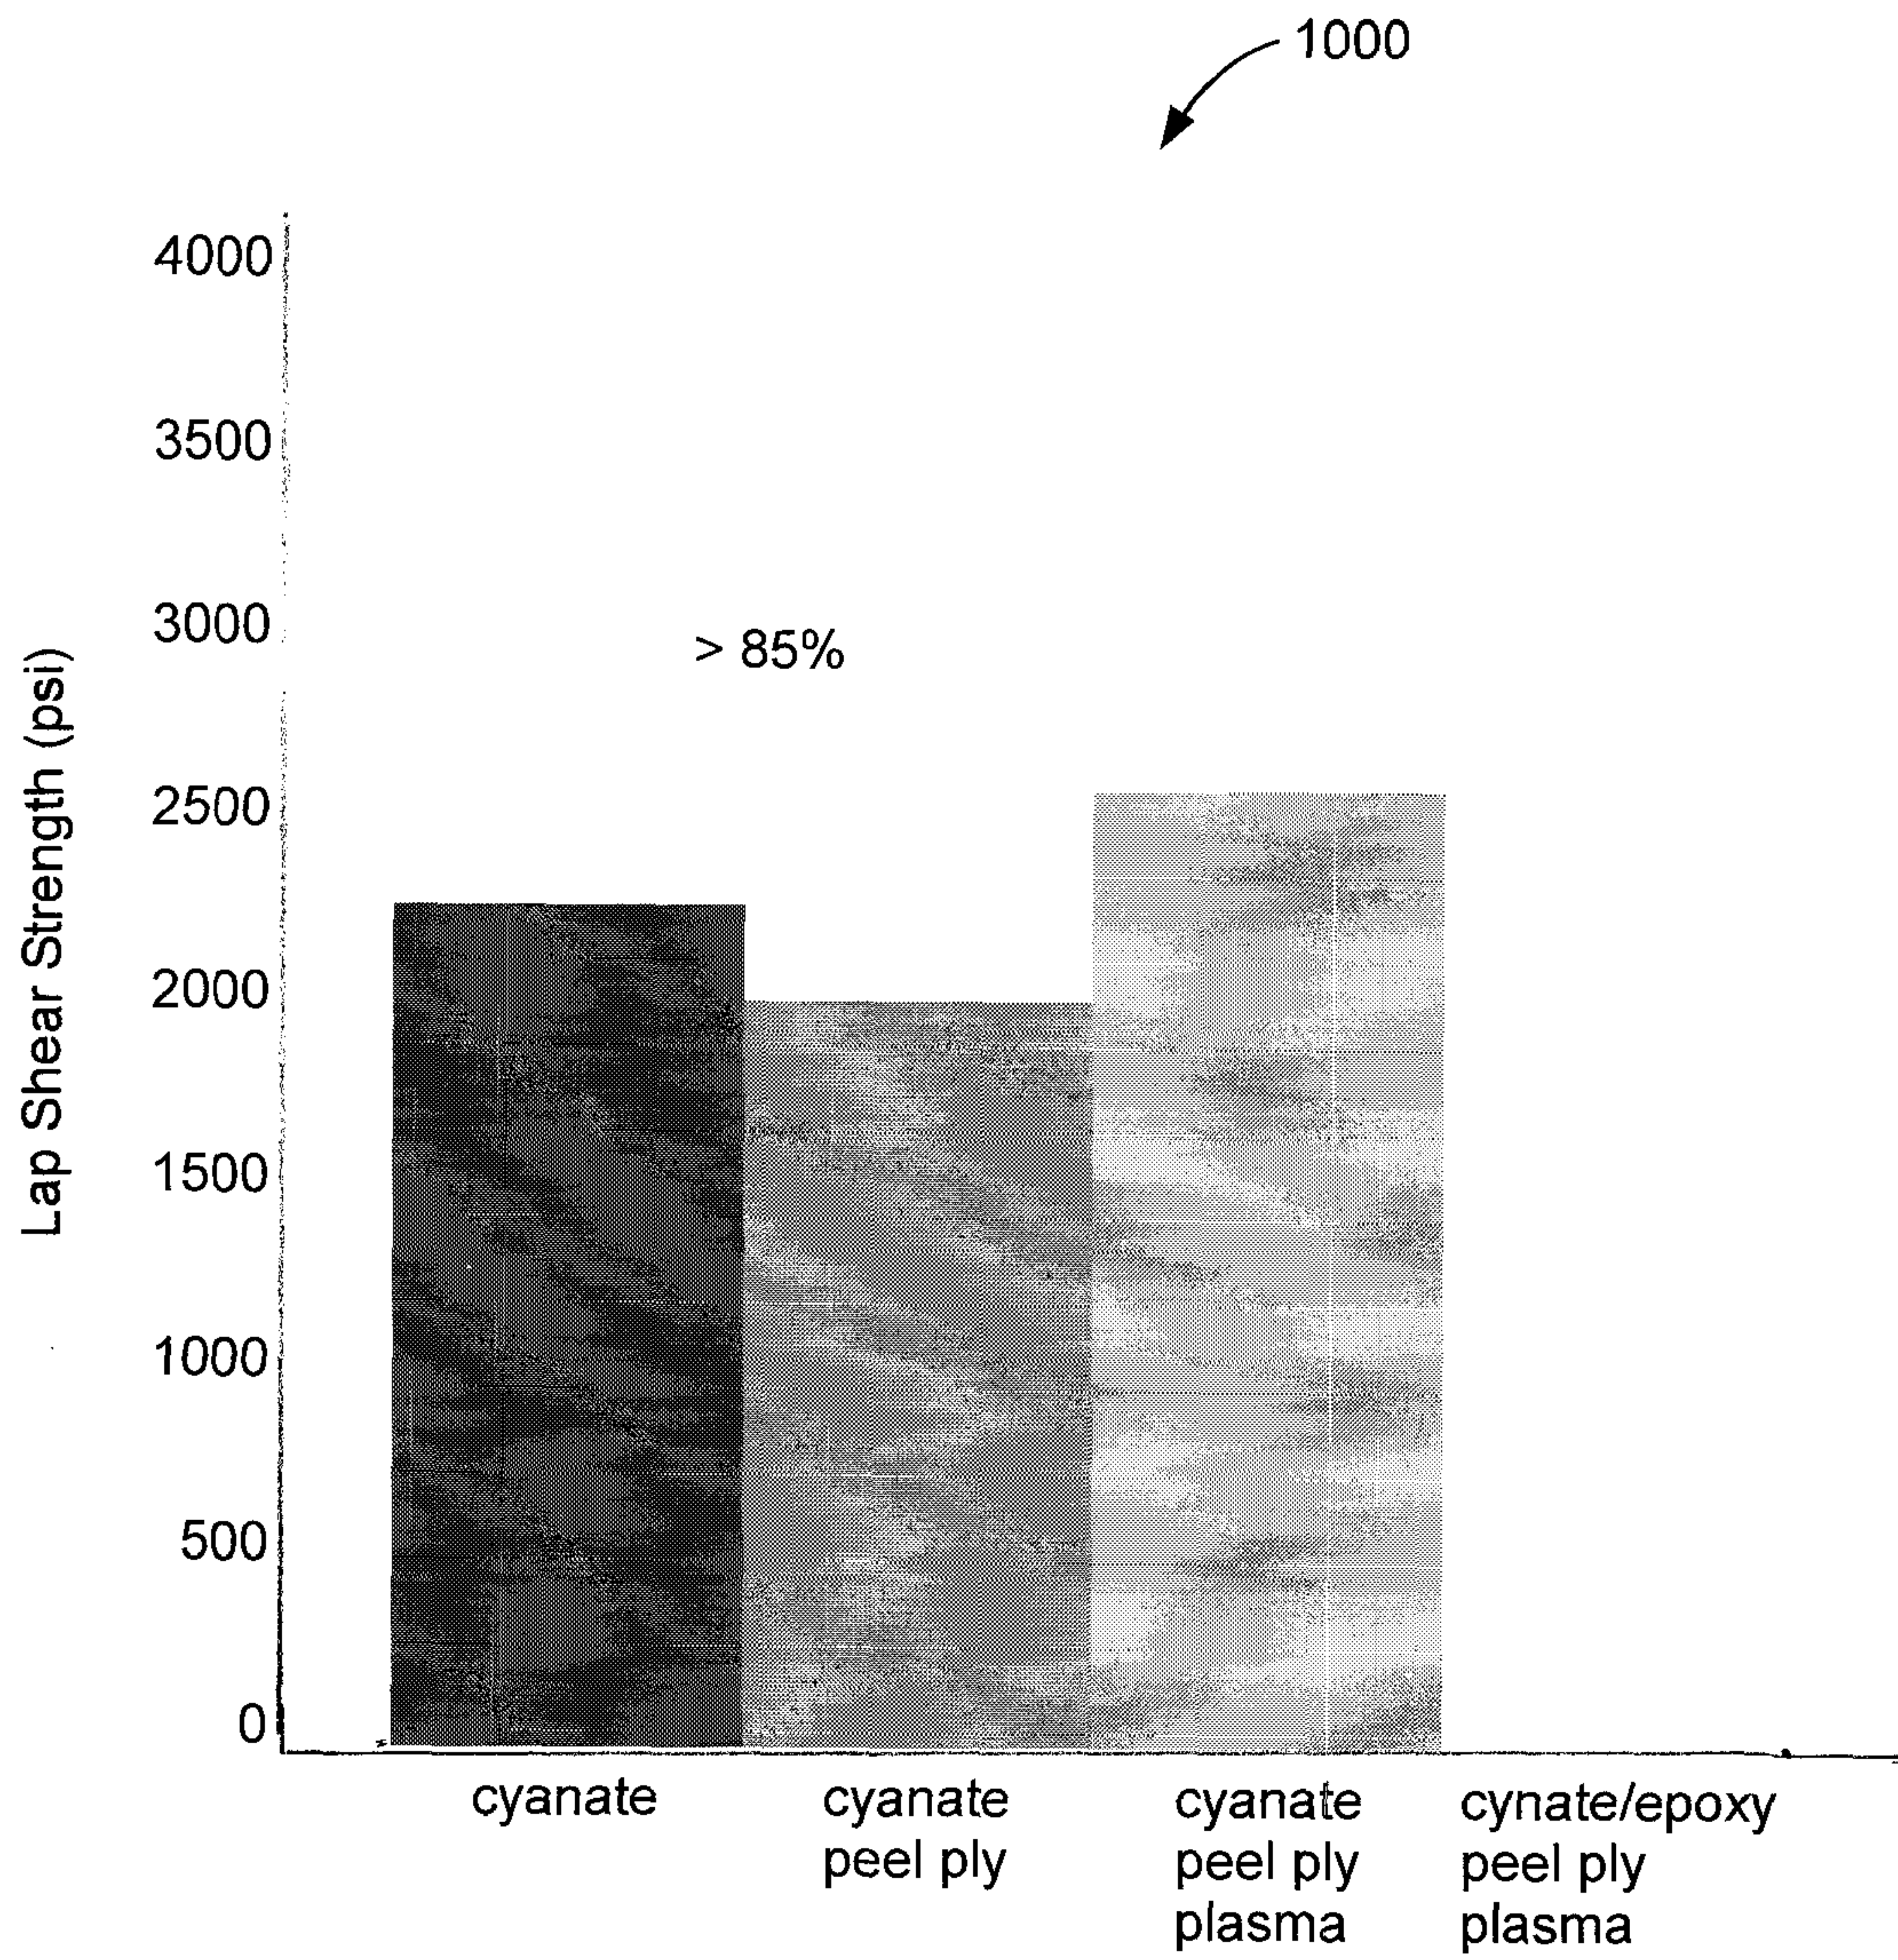 1000
4000
3500
3000
> 85%
2500
2000
1500
1000
500
0
Lap Shear Strength (psi)
cyanate
cyanate
peel ply
cyanate
peel ply
plasma
cynate/epoxy
peel ply
plasma